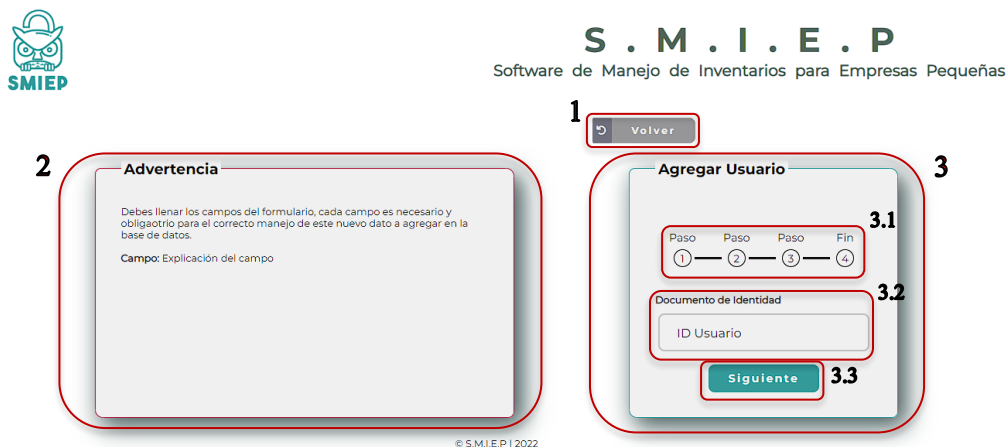 SMIEP
S . M . I . E . P
Software de Manejo de Inventarios para Empresas Pequeñas
1
Volver
2
Advertencia
Debes llenar los campos del formulario, cada campo es necesario y
obligaotrio para el correcto manejo de este nuevo dato a agregar en la
base de datos.
Campo: Explicación del campo
3
Agregar Usuario
3.1
Paso Paso Paso Fin
1 2 3 4
3.2
Documento de Identidad
ID Usuario
Siguiente
3.3
© S.M.I.E.P | 2022